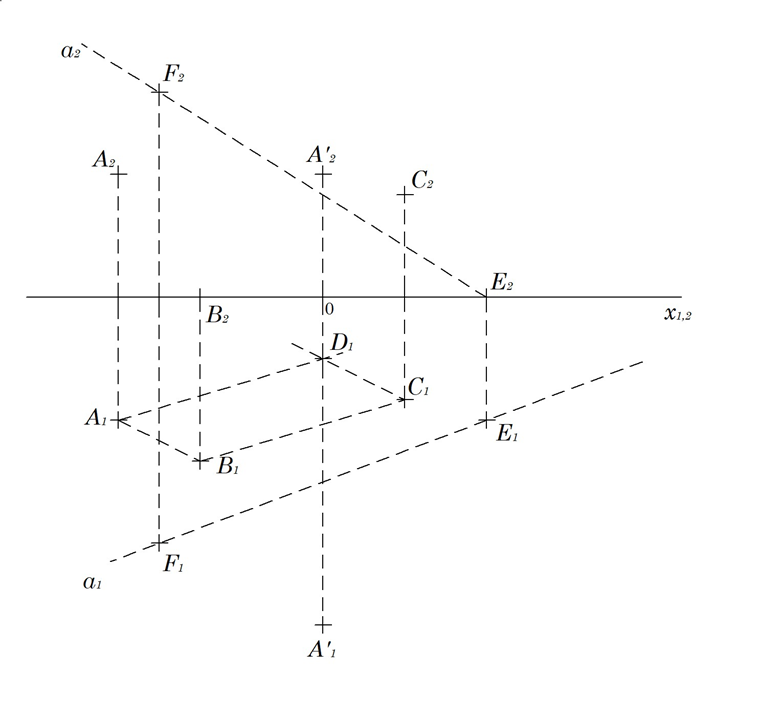 a₂
F₂
A₂
A'₂
C₂
E₂
B₂
0
x₁,₂
D₁
C₁
A₁
E₁
B₁
F₁
a₁
A'₁